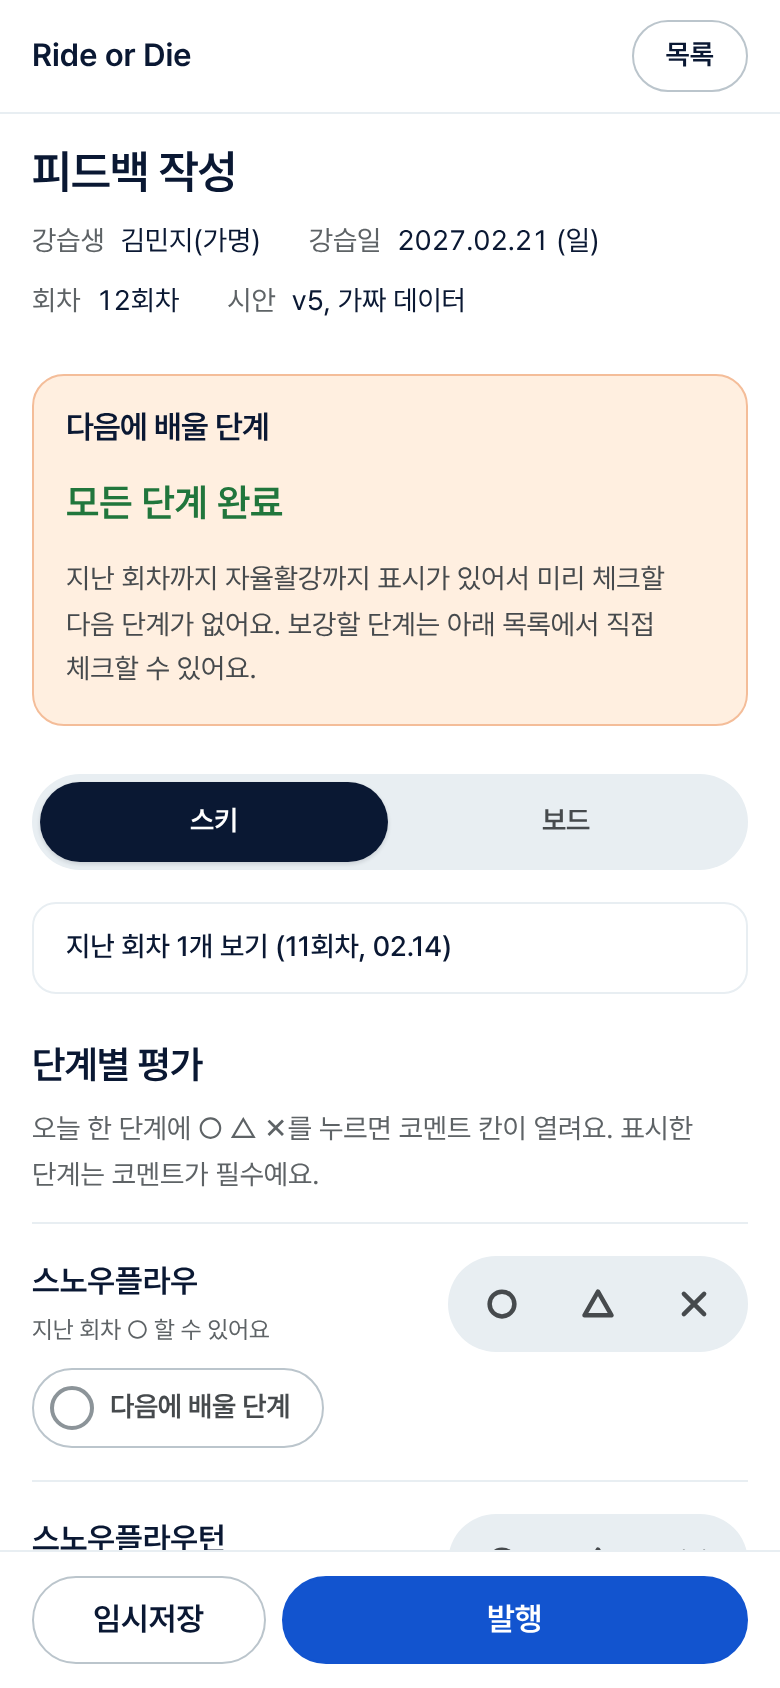 Ride or Die
목록
피드백 작성
강습생 김민지(가명) 강습일 2027.02.21 (일)
회차 12회차 시안 v5, 가짜 데이터
다음에 배울 단계
모든 단계 완료
지난 회차까지 자율활강까지 표시가 있어서 미리 체크할
다음 단계가 없어요. 보강할 단계는 아래 목록에서 직접
체크할 수 있어요.
스키
보드
지난 회차 1개 보기 (11회차, 02.14)
단계별 평가
오늘 한 단계에 ○ △ ✕를 누르면 코멘트 칸이 열려요. 표시한
단계는 코멘트가 필수예요.
스노우플라우
○ △ ✕
지난 회차 ○ 할 수 있어요
다음에 배울 단계
스노우플라우턴
임시저장
발행